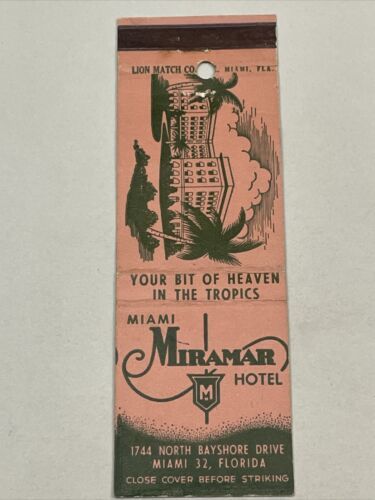 LION MATCH CO. MIAMI, FLA.
YOUR BIT OF HEAVEN
IN THE TROPICS
MIAMI
MIRAMAR
HOTEL
M
1744 NORTH BAYSHORE DRIVE
MIAMI 32, FLORIDA
CLOSE COVER BEFORE STRIKING